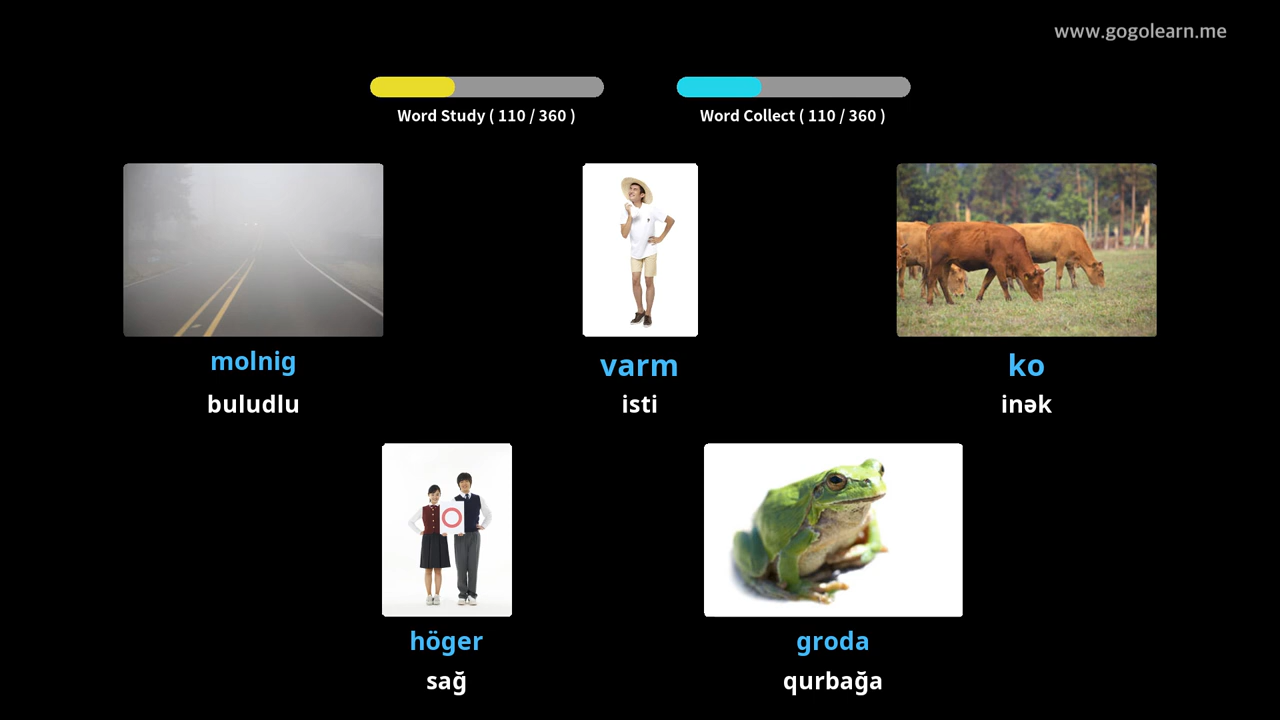 www.gogolearn.me
Word Study ( 110 / 360 )
Word Collect ( 110 / 360 )
molnig
buludlu
varm
isti
ko
inək
höger
sağ
groda
qurbağa